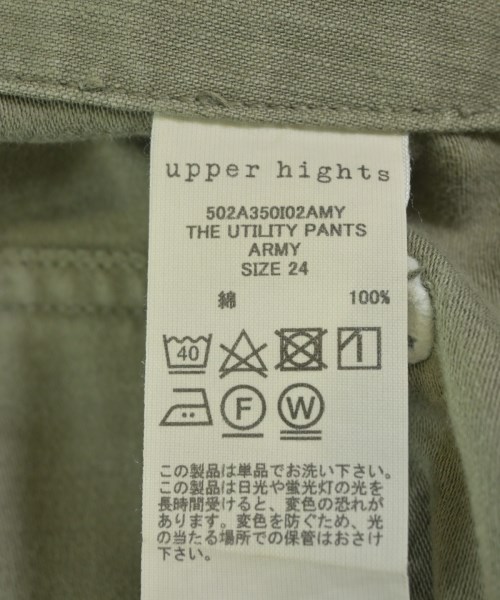 upper hights
502A350I02AMY
THE UTILITY PANTS
ARMY
SIZE 24
綿 100%
40
F W
この製品は単品でお洗い下さい。
この製品は日光や蛍光灯の光を
長時間受けると、変色の恐れが
あります。変色を防ぐため、光
の当たる場所での保管はおさけ
下さい。